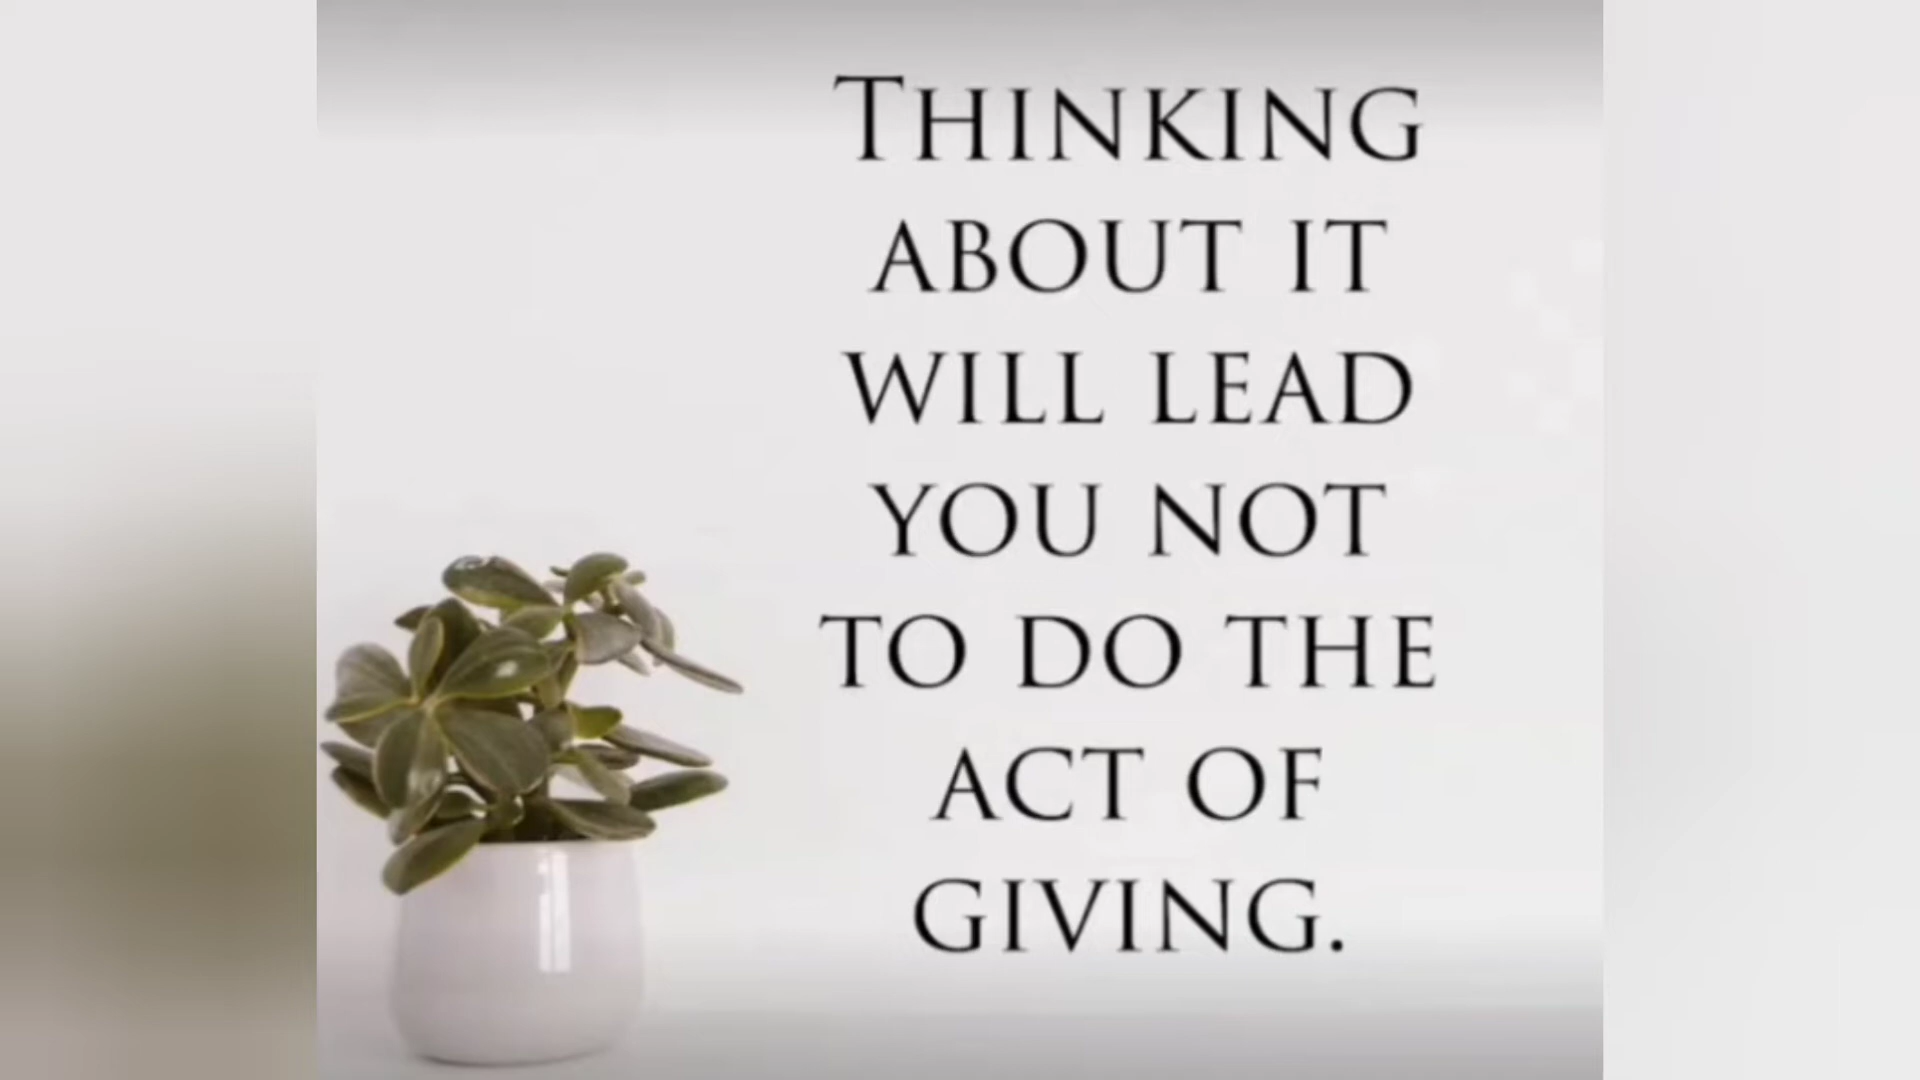 THINKING
ABOUT IT
WILL LEAD
YOU NOT
TO DO THE
ACT OF
GIVING.